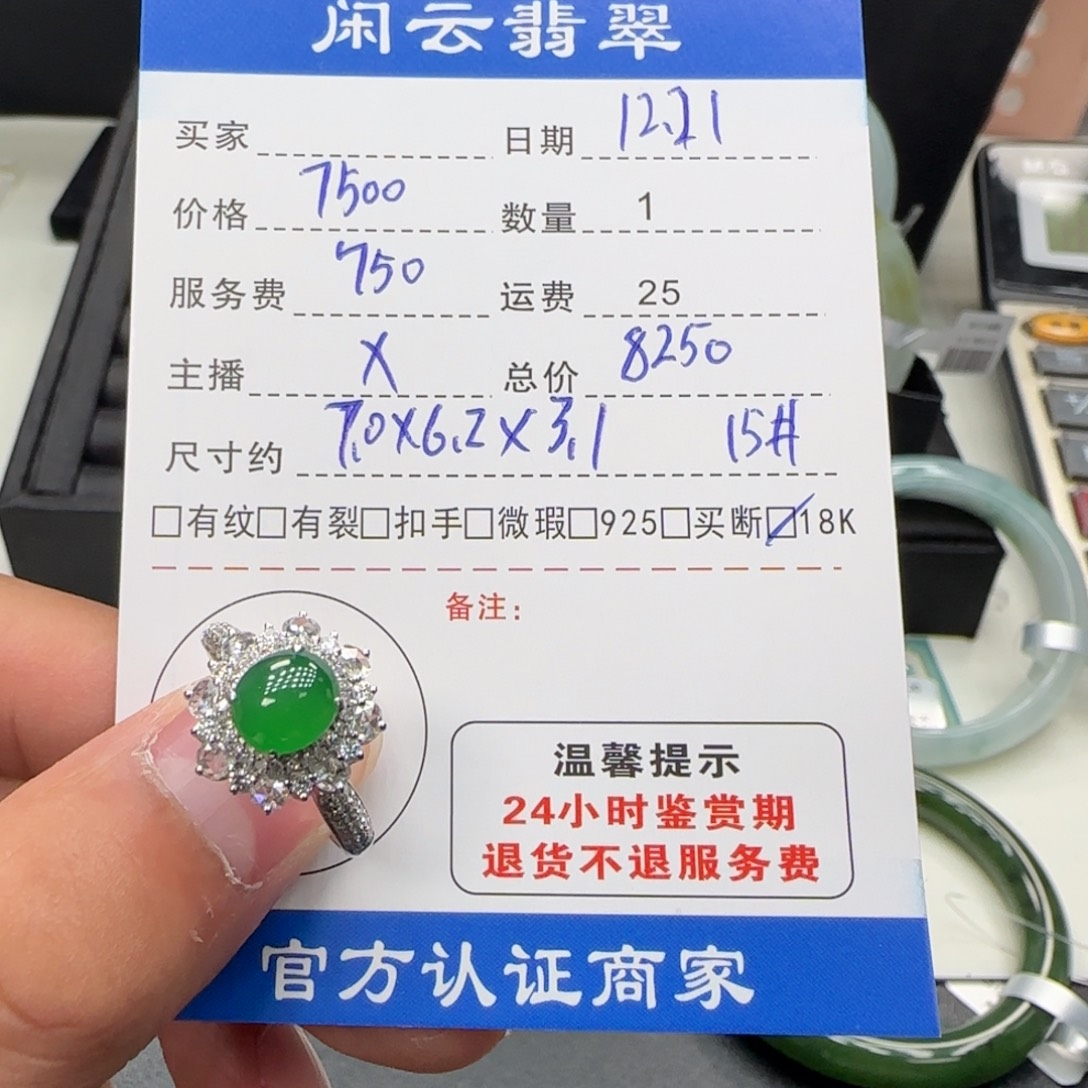 闲云翡翠
买家 日期 12.21
价格 7500 数量 1
服务费 750 运费 25
主播 X 总价 8250
尺寸约 7.0X6.2X3.1 15#
□有纹□有裂□扣手□微瑕□925□买断☑18K
备注:
温馨提示
24小时鉴赏期
退货不退服务费
官方认证商家